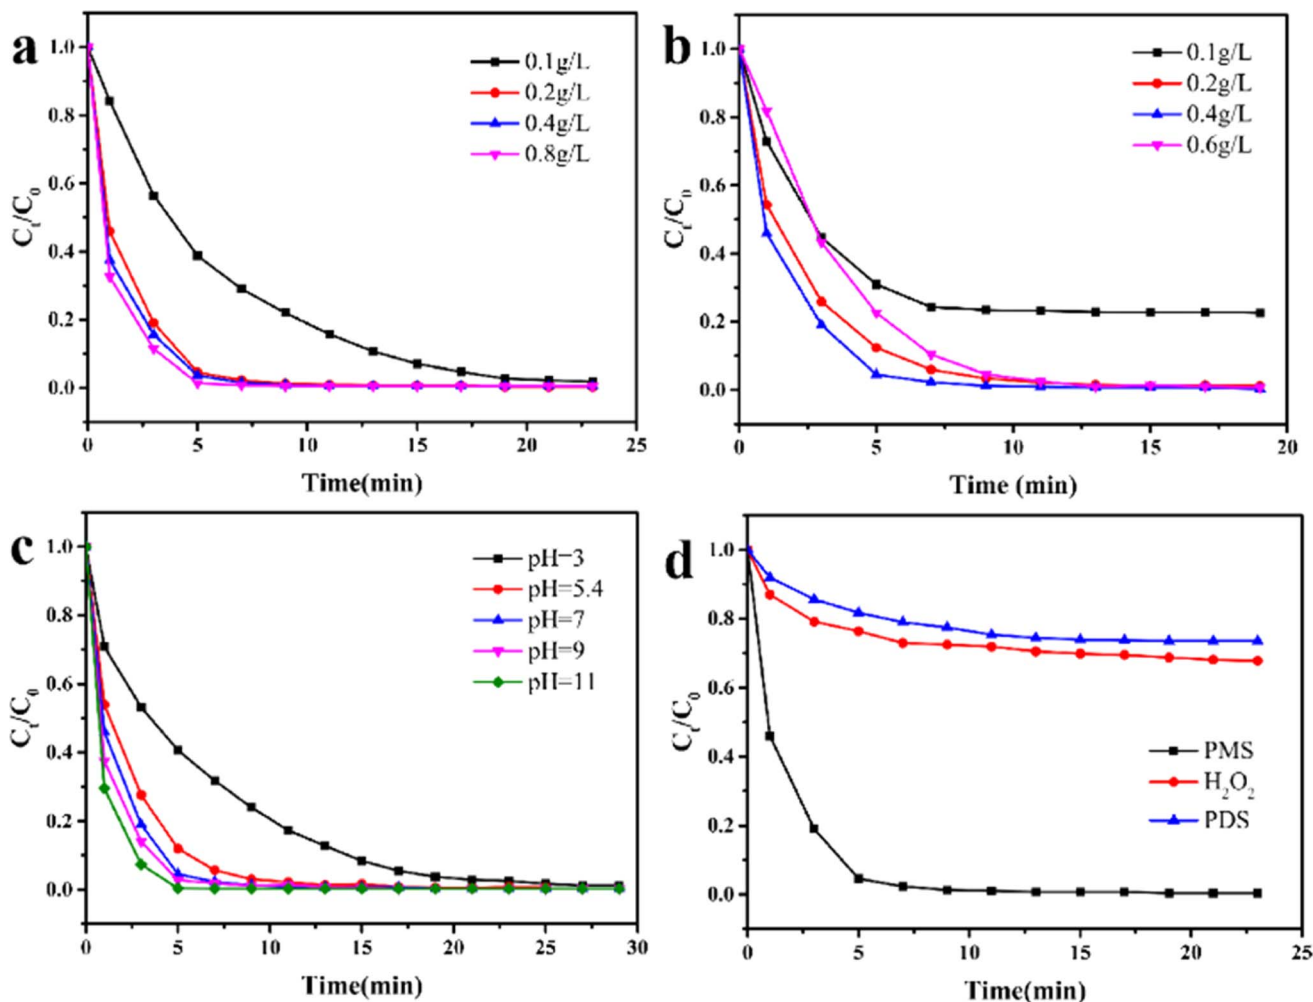 a
1.0
0.8
0.6
0.4
0.2
0.0
Ct/C0
0.1g/L
0.2g/L
0.4g/L
0.8g/L
0 5 10 15 20 25
Time(min)
b
1.0
0.8
0.6
0.4
0.2
0.0
Ct/C0
0.1g/L
0.2g/L
0.4g/L
0.6g/L
0 5 10 15 20
Time (min)
c
1.0
0.8
0.6
0.4
0.2
0.0
Ct/C0
pH=3
pH=5.4
pH=7
pH=9
pH=11
0 5 10 15 20 25 30
Time(min)
d
1.0
0.8
0.6
0.4
0.2
0.0
Ct/C0
PMS
H2O2
PDS
0 5 10 15 20 25
Time(min)